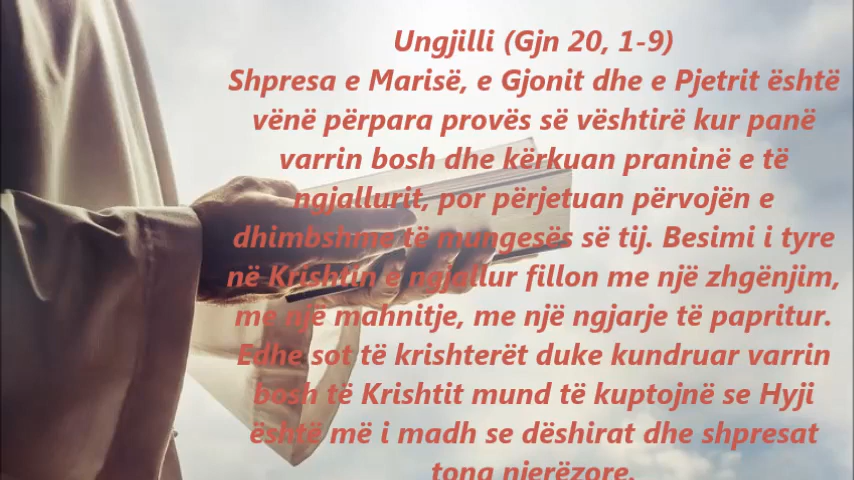 Ungjilli (Gjn 20, 1-9)
Shpresa e Marisë, e Gjonit dhe e Pjetrit është
vënë përpara provës së vështirë kur panë
varrin bosh dhe kërkuan praninë e të
ngjallurit, por përjetuan përvojën e
dhimbshme të mungesës së tij. Besimi i tyre
në Krishtin e ngjallur fillon me një zhgënjim,
me një mahnitje, me një ngjarje të papritur.
Edhe sot të krishterët duke kundruar varrin
bosh të Krishtit mund të kuptojnë se Hyji
është më i madh se dëshirat dhe shpresat
tona njerëzore.